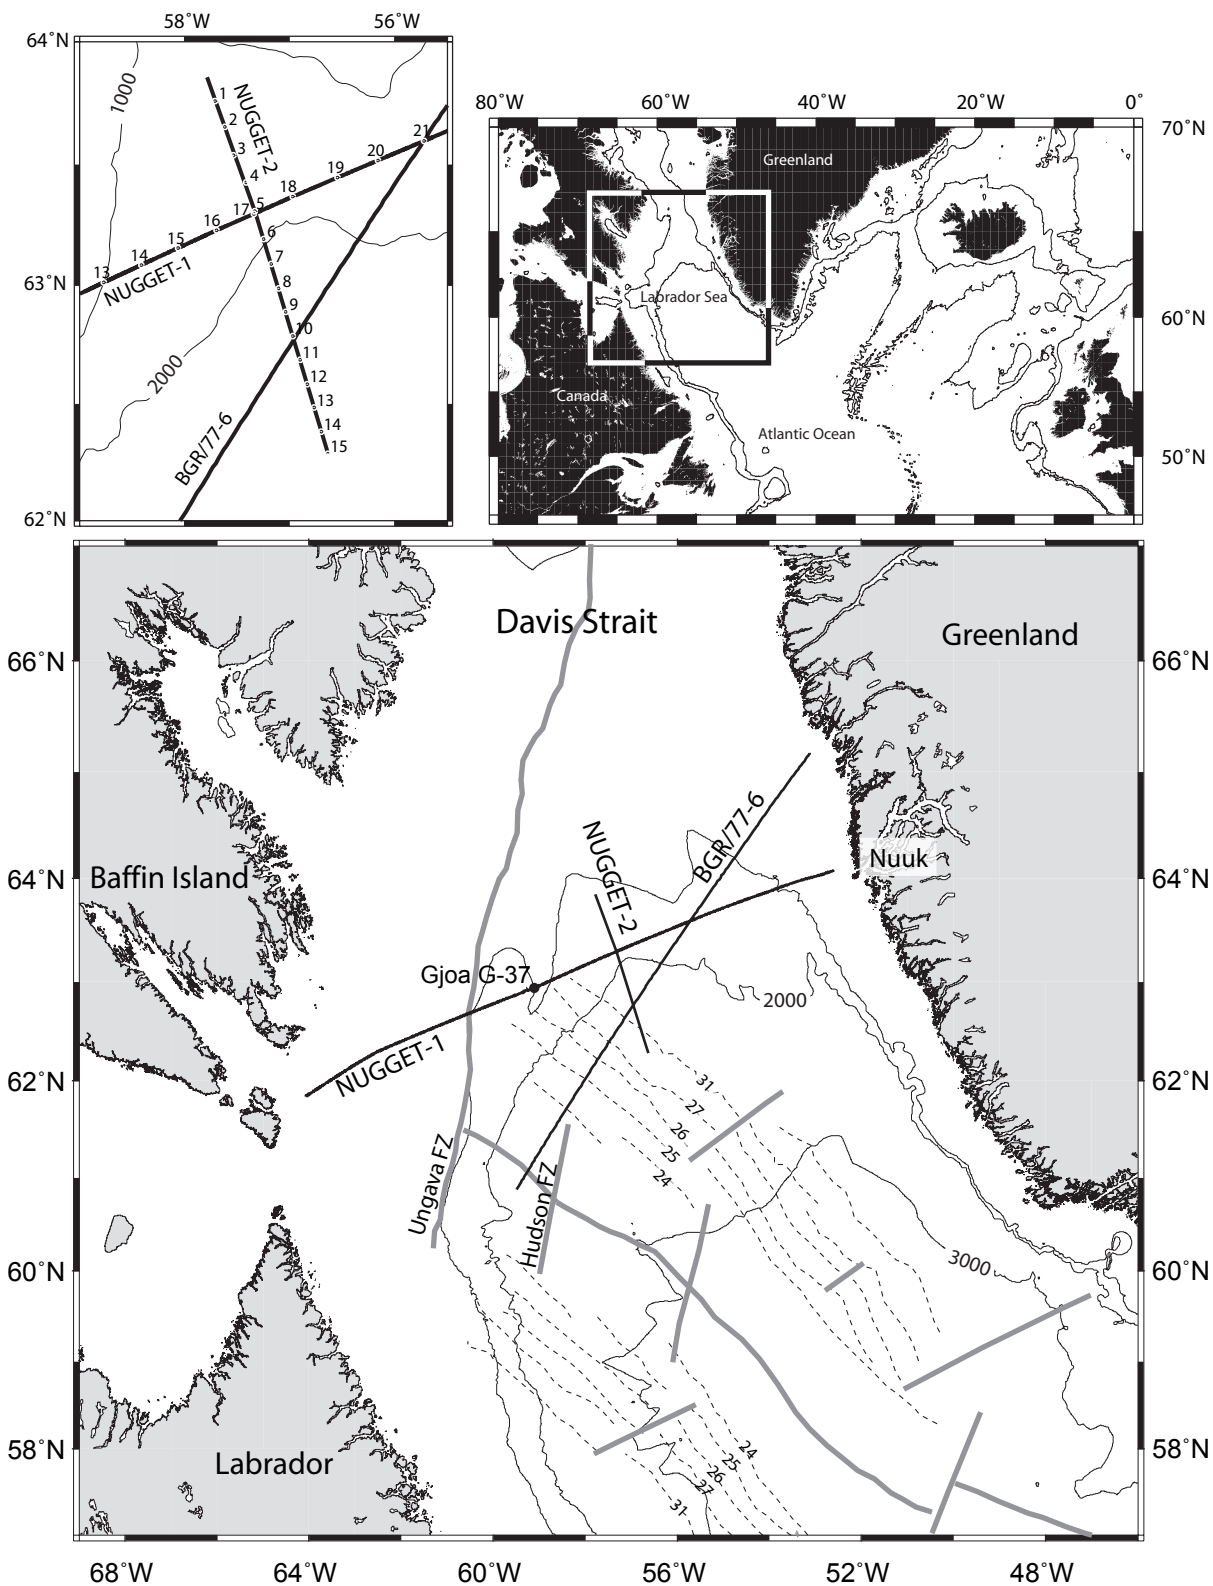 58˚W
56˚W
64˚N
63˚N
62˚N
1000
2000
NUGGET-2
NUGGET-1
BGR/77-6
1
2
3
4
5
6
7
8
9
10
11
12
13
14
15
13
14
15
16
17
18
19
20
21
80˚W
60˚W
40˚W
20˚W
0˚
70˚N
60˚N
50˚N
Greenland
Labrador Sea
Canada
Atlantic Ocean
Davis Strait
Greenland
66˚N
66˚N
BGR/77-6
NUGGET-2
Nuuk
Baffin Island
64˚N
64˚N
Gjoa G-37
2000
NUGGET-1
62˚N
62˚N
31
27
26
25
24
Ungava FZ
Hudson FZ
3000
60˚N
60˚N
58˚N
58˚N
Labrador
24
25
26
27
31
68˚W
64˚W
60˚W
56˚W
52˚W
48˚W